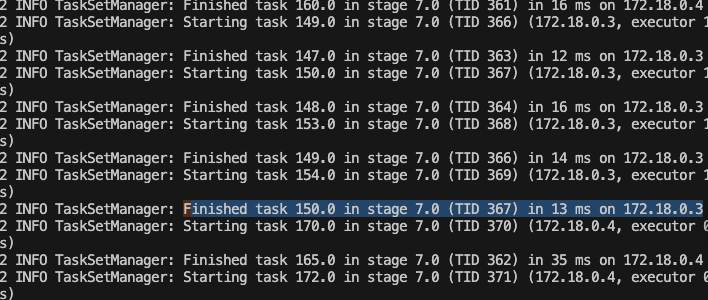 2 INFO TaskSetManager: Finished task 160.0 in stage 7.0 (TID 361) in 16 ms on 172.18.0.4
2 INFO TaskSetManager: Starting task 149.0 in stage 7.0 (TID 366) (172.18.0.3, executor 1
s)
2 INFO TaskSetManager: Finished task 147.0 in stage 7.0 (TID 363) in 12 ms on 172.18.0.3
2 INFO TaskSetManager: Starting task 150.0 in stage 7.0 (TID 367) (172.18.0.3, executor 1
s)
2 INFO TaskSetManager: Finished task 148.0 in stage 7.0 (TID 364) in 16 ms on 172.18.0.3
2 INFO TaskSetManager: Starting task 153.0 in stage 7.0 (TID 368) (172.18.0.3, executor 1
s)
2 INFO TaskSetManager: Finished task 149.0 in stage 7.0 (TID 366) in 14 ms on 172.18.0.3
2 INFO TaskSetManager: Starting task 154.0 in stage 7.0 (TID 369) (172.18.0.3, executor 1
s)
2 INFO TaskSetManager: Finished task 150.0 in stage 7.0 (TID 367) in 13 ms on 172.18.0.3
2 INFO TaskSetManager: Starting task 170.0 in stage 7.0 (TID 370) (172.18.0.4, executor 0
s)
2 INFO TaskSetManager: Finished task 165.0 in stage 7.0 (TID 362) in 35 ms on 172.18.0.4
2 INFO TaskSetManager: Starting task 172.0 in stage 7.0 (TID 371) (172.18.0.4, executor 0
s)